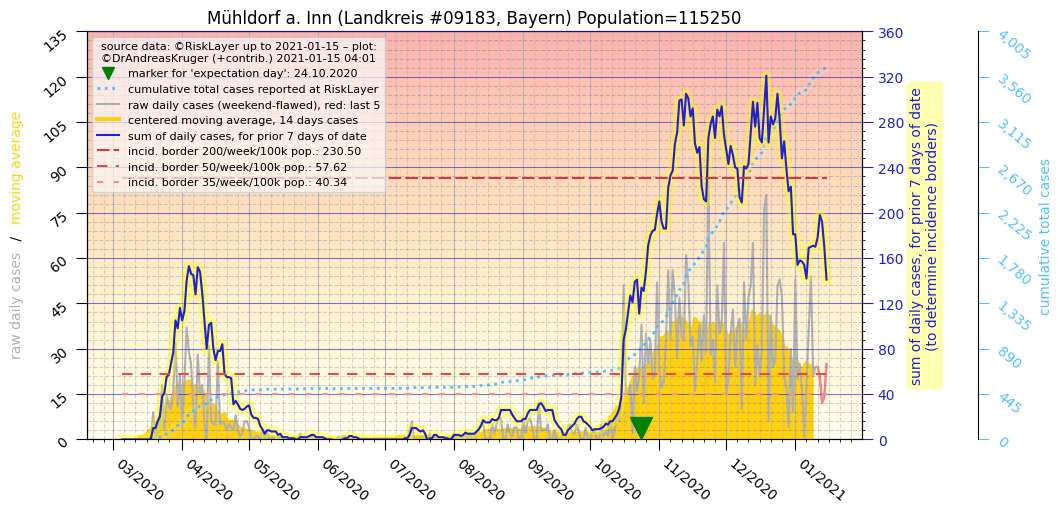 Mühldorf a. Inn (Landkreis #09183, Bayern) Population=115250
source data: ©RiskLayer up to 2021-01-15 – plot:
©DrAndreasKruger (+contrib.) 2021-01-15 04:01
marker for 'expectation day': 24.10.2020
cumulative total cases reported at RiskLayer
raw daily cases (weekend-flawed), red: last 5
centered moving average, 14 days cases
sum of daily cases, for prior 7 days of date
incid. border 200/week/100k pop.: 230.50
incid. border 50/week/100k pop.: 57.62
incid. border 35/week/100k pop.: 40.34
raw daily cases / moving average
135
120
105
90
75
60
45
30
15
0
03/2020
04/2020
05/2020
06/2020
07/2020
08/2020
09/2020
10/2020
11/2020
12/2020
01/2021
360
320
280
240
200
160
120
80
40
0
sum of daily cases, for prior 7 days of date
(to determine incidence borders)
4,005
3,560
3,115
2,670
2,225
1,780
1,335
890
445
0
cumulative total cases